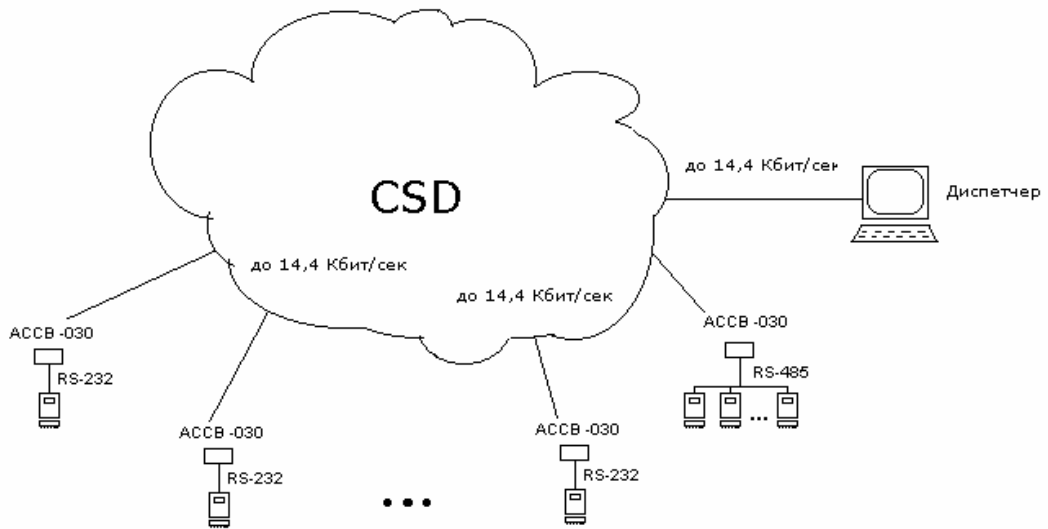 до 14,4 Кбит/сек
CSD
Диспетчер
до 14,4 Кбит/сек
до 14,4 Кбит/сек
АССВ-030
RS-232
АССВ-030
RS-485
...
АССВ-030
RS-232
АССВ-030
RS-232
...